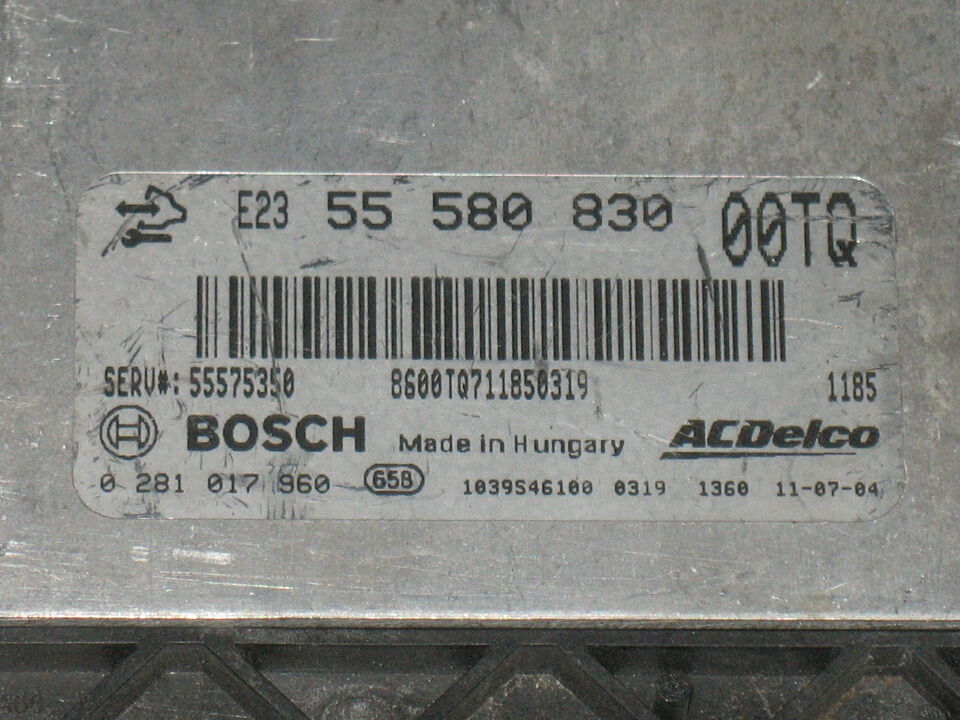 E23 55 580 830 00TQ
SERV#: 55575350 8600TQ711850319 1185
BOSCH Made in Hungary ACDelco
0 281 017 960 658 1039S46100 0319 1360 11-07-04